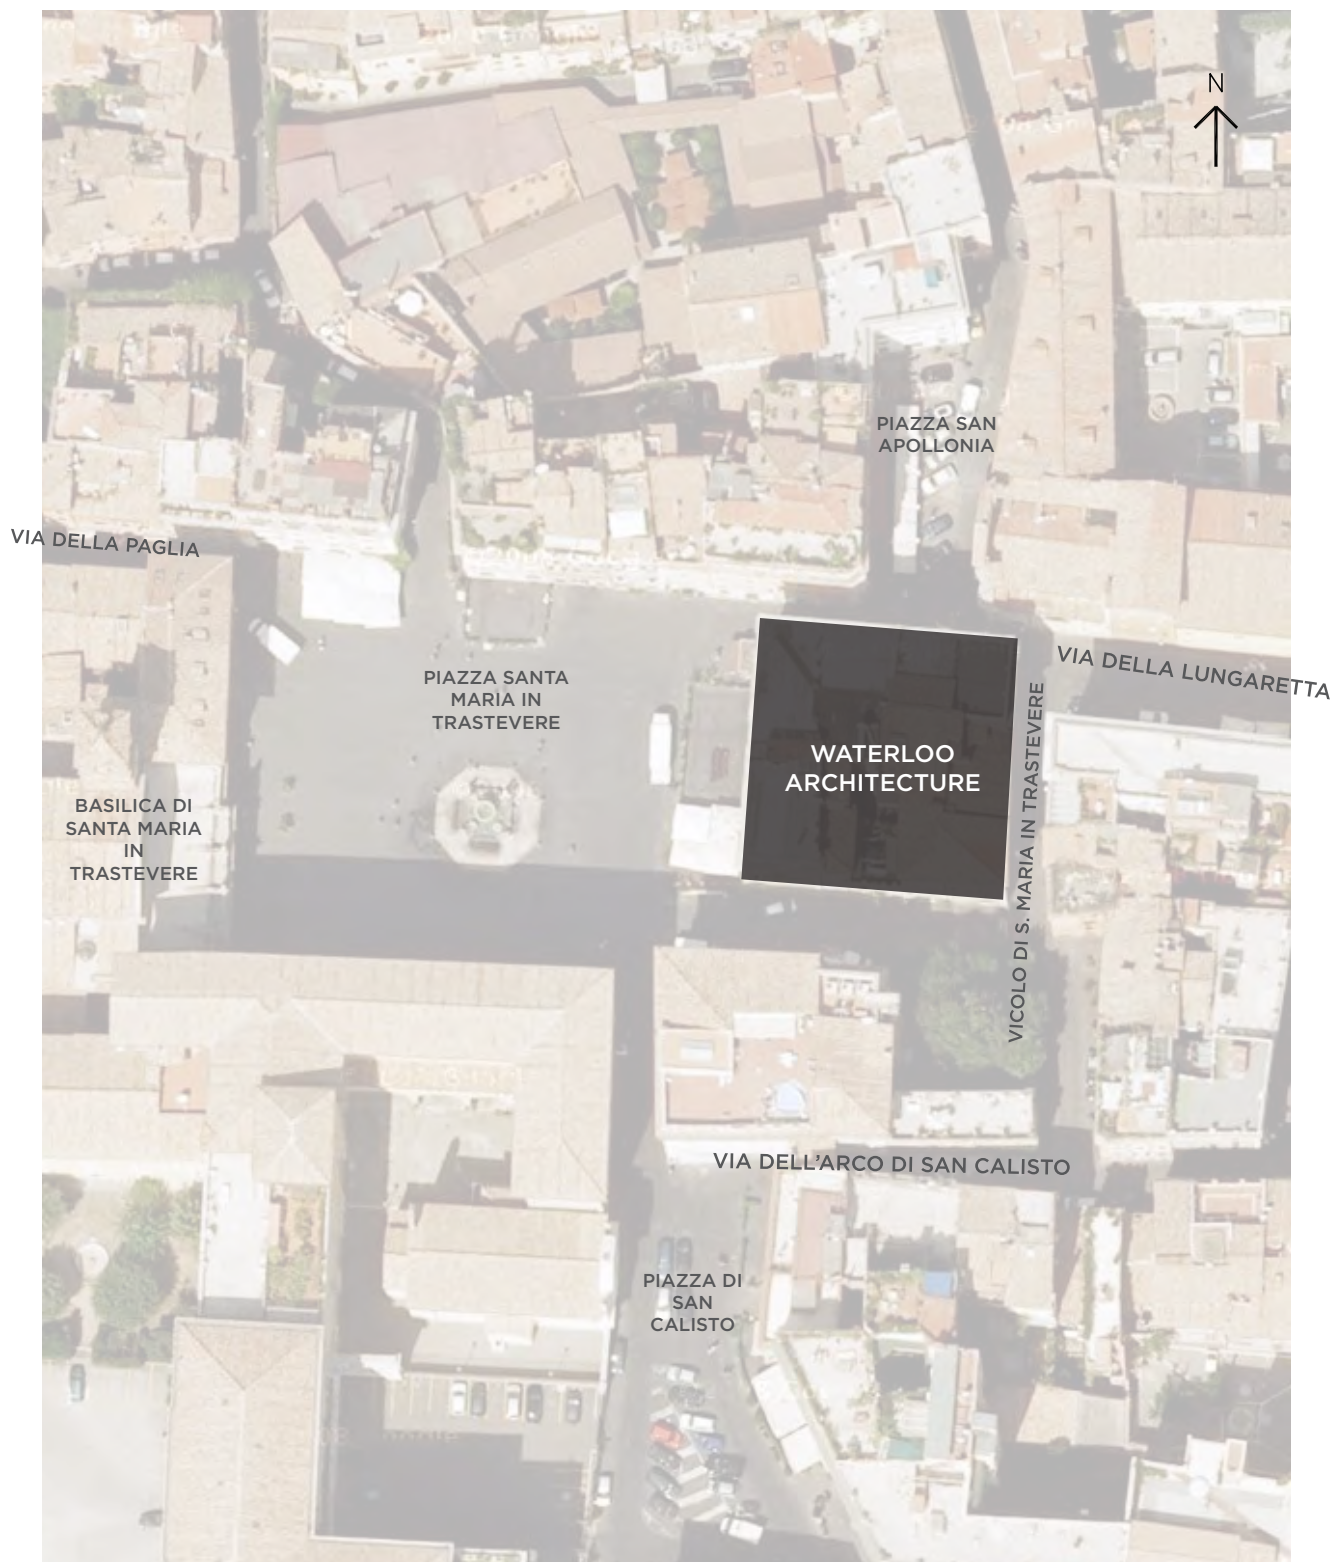 N
PIAZZA SAN
APOLLONIA
VIA DELLA PAGLIA
VIA DELLA LUNGARETTA
PIAZZA SANTA
MARIA IN
TRASTEVERE
WATERLOO
ARCHITECTURE
VICOLO DI S. MARIA IN TRASTEVERE
BASILICA DI
SANTA MARIA
IN
TRASTEVERE
VIA DELL’ARCO DI SAN CALISTO
PIAZZA DI
SAN
CALISTO